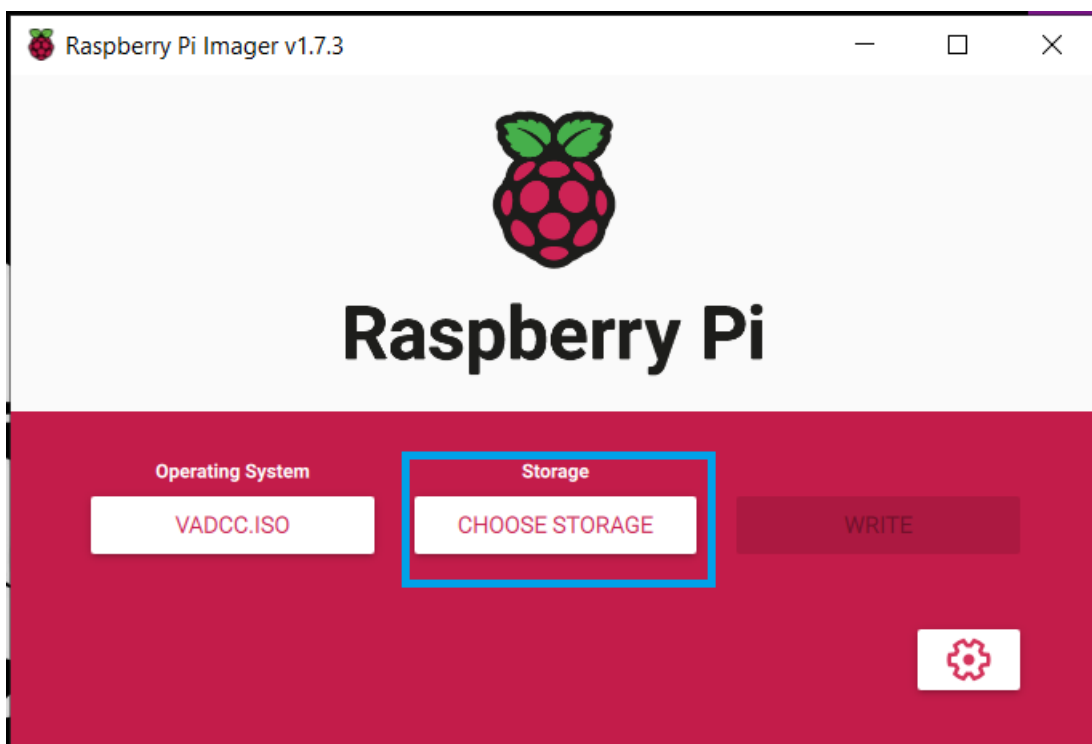 Raspberry Pi Imager v1.7.3
Raspberry Pi
Operating System
Storage
VADCC.ISO
CHOOSE STORAGE
WRITE